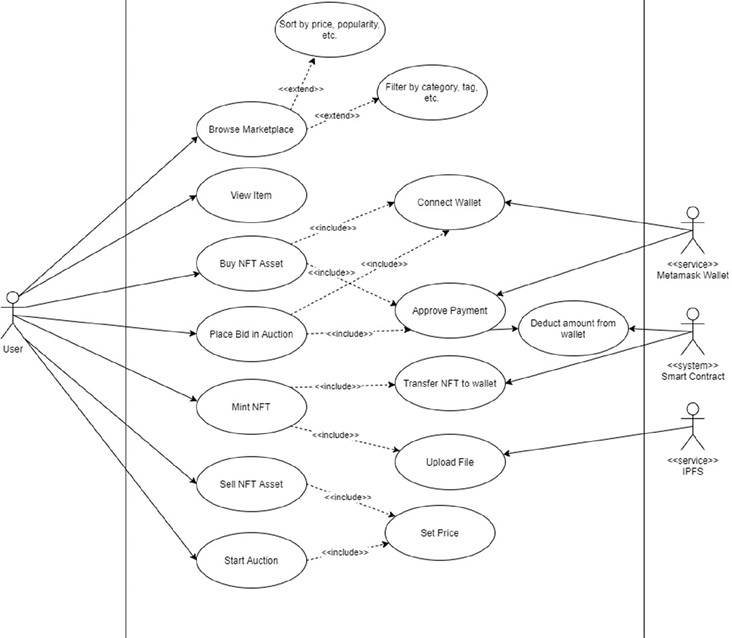 Sort by price, popularity,
etc.
<<extend>>
Filter by category, tag,
etc.
<<extend>>
Browse Marketplace
View Item
Connect Wallet
<<include>>
<<service>>
Metamask Wallet
Buy NFT Asset
<<include>>
<<include>>
User
Place Bid in Auction
<<include>>
Approve Payment
Deduct amount from
wallet
<<system>>
Smart Contract
Mint NFT
<<include>>
Transfer NFT to wallet
<<include>>
Upload File
<<service>>
IPFS
Sell NFT Asset
<<include>>
Set Price
Start Auction
<<include>>